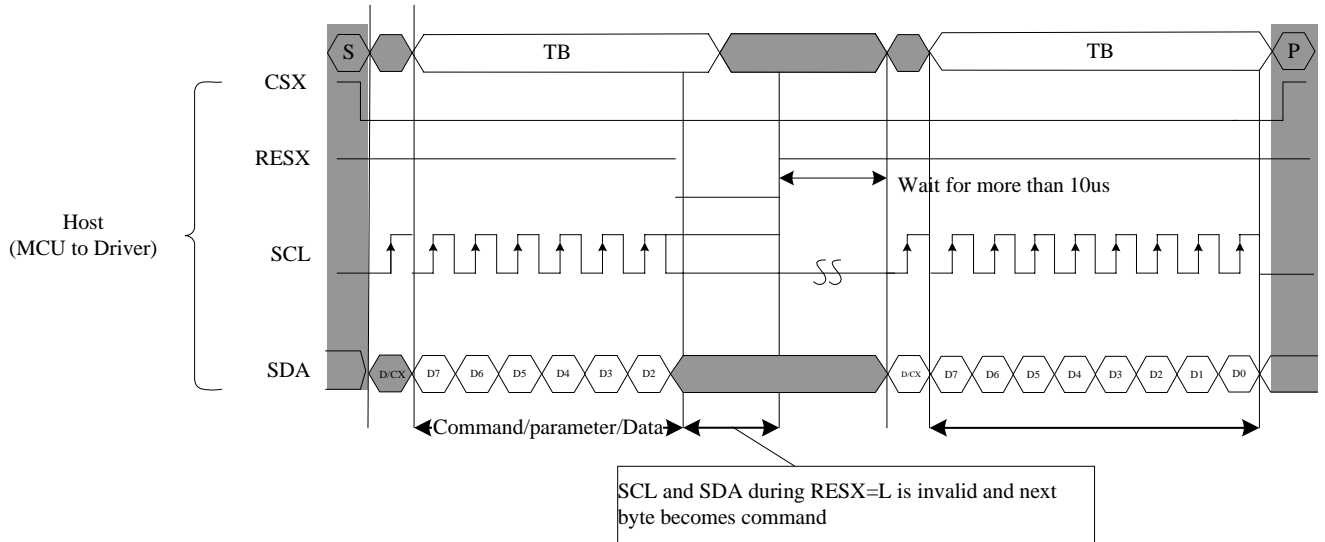 S
TB
TB
P
CSX
RESX
Wait for more than 10us
Host
(MCU to Driver)
SCL
SDA
D/CX
D7
D6
D5
D4
D3
D2
D/CX
D7
D6
D5
D4
D3
D2
D1
D0
Command/parameter/Data
SCL and SDA during RESX=L is invalid and next
byte becomes command